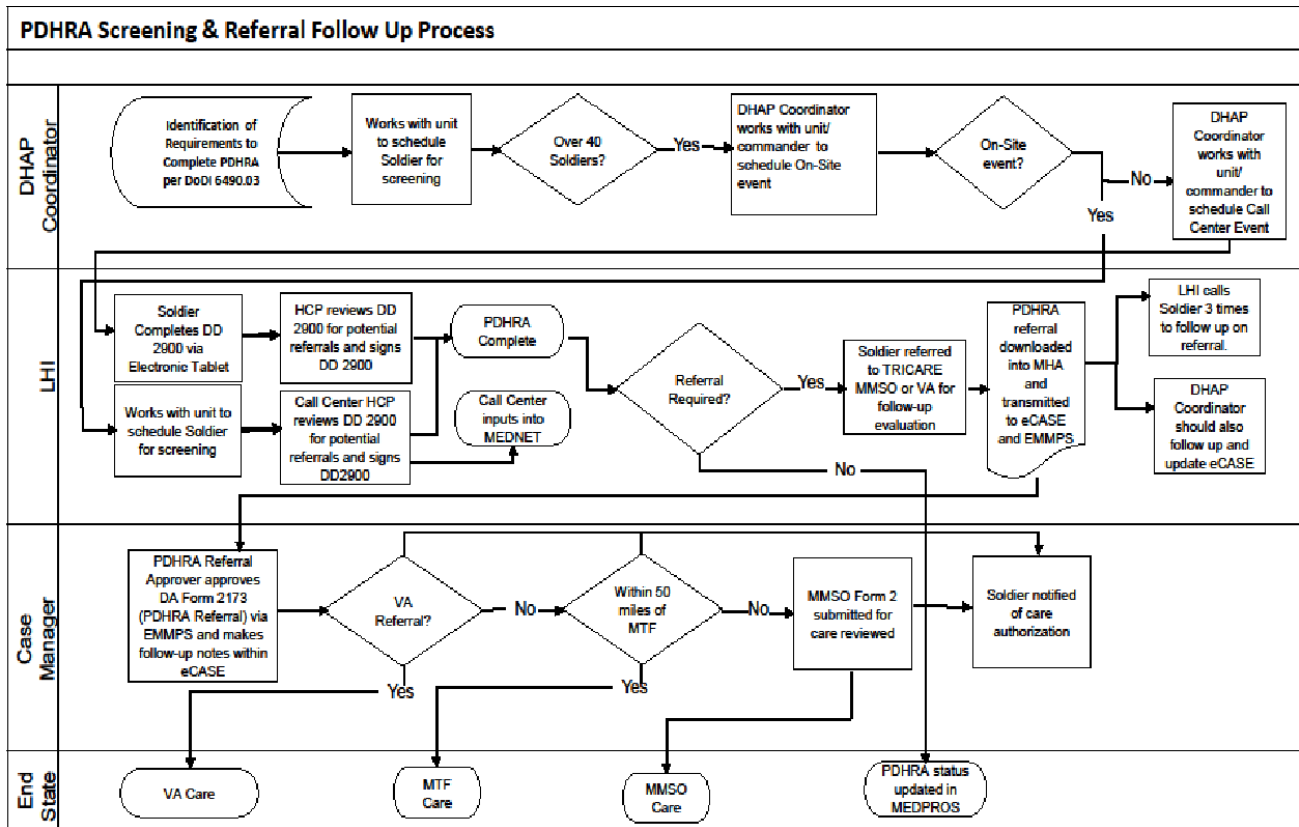 PDHRA Screening & Referral Follow Up Process
DHAP
Coordinator
Identification of
Requirements to
Complete PDHRA
per DoDI 6490.03
Works with unit
to schedule
Soldier for
screening
Over 40
Soldiers?
Yes
DHAP Coordinator
works with unit/
commander to
schedule On-Site
event
On-Site
event?
No
Yes
DHAP
Coordinator
works with
unit/
commander to
schedule Call
Center Event
LHI
Soldier
Completes DD
2900 via
Electronic Tablet
HCP reviews DD
2900 for potential
referrals and signs
DD 2900
PDHRA
Complete
Works with unit to
schedule Soldier
for screening
Call Center HCP
reviews DD 2900
for potential
referrals and signs
DD2900
Call Center
inputs into
MEDNET
Referral
Required?
Yes
No
Soldier referred
to TRICARE
MMSO or VA for
follow-up
evaluation
PDHRA
referral
downloaded
into MHA
and
transmitted
to eCASE
and EMMPS
LHI calls
Soldier 3 times
to follow up on
referral.
DHAP
Coordinator
should also
follow up and
update eCASE
Case
Manager
PDHRA Referral
Approver approves
DA Form 2173
(PDHRA Referral) via
EMMPS and makes
follow-up notes within
eCASE
VA
Referral?
No
Yes
Within 50
miles of
MTF
No
Yes
MMSO Form 2
submitted for
care reviewed
Soldier notified
of care
authorization
End
State
VA Care
MTF
Care
MMSO
Care
PDHRA status
updated in
MEDPROS